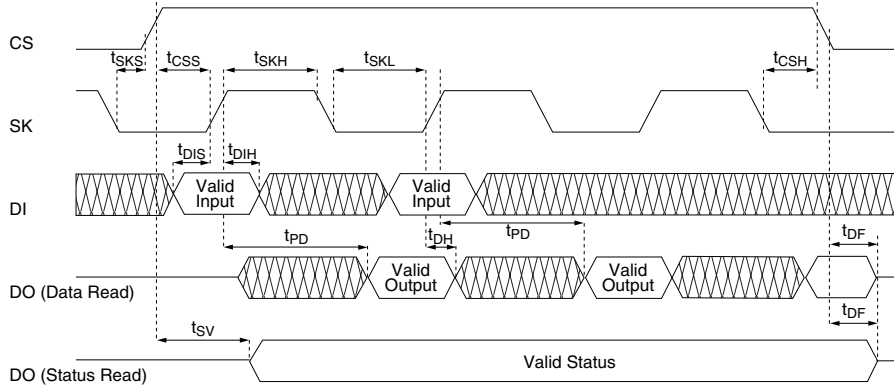 CS
tSKS
tCSS
tSKH
tSKL
tCSH
SK
tDIS
tDIH
DI
Valid
Input
Valid
Input
tPD
tDH
tPD
tDF
DO (Data Read)
Valid
Output
Valid
Output
tDF
tSV
DO (Status Read)
Valid Status